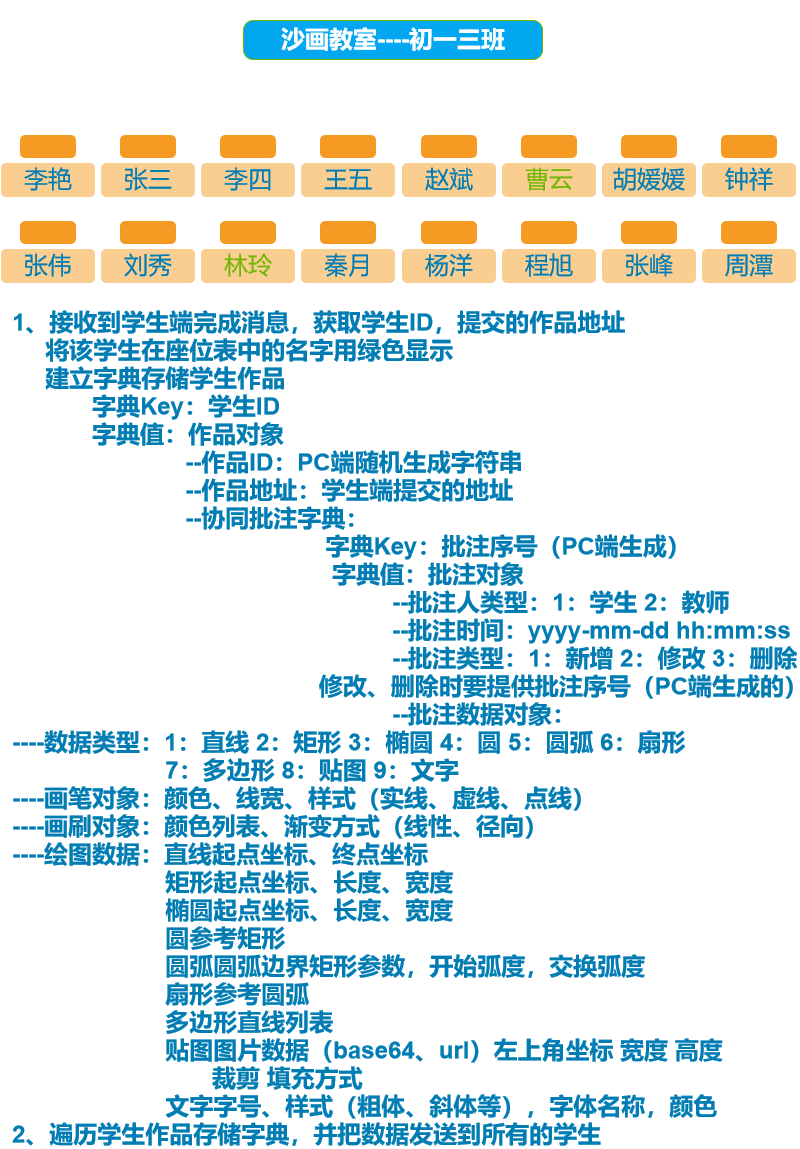 沙画教室----初一三班
李艳 张三 李四 王五 赵斌 曹云 胡媛媛 钟祥
张伟 刘秀 林玲 秦月 杨洋 程旭 张峰 周潭
1、接收到学生端完成消息，获取学生ID，提交的作品地址
将该学生在座位表中的名字用绿色显示
建立字典存储学生作品
字典Key：学生ID
字典值：作品对象
--作品ID：PC端随机生成字符串
--作品地址：学生端提交的地址
--协同批注字典：
字典Key：批注序号（PC端生成）
字典值：批注对象
--批注人类型：1：学生 2：教师
--批注时间：yyyy-mm-dd hh:mm:ss
--批注类型：1：新增 2：修改 3：删除
修改、删除时要提供批注序号（PC端生成的）
--批注数据对象：
----数据类型：1：直线 2：矩形 3：椭圆 4：圆 5：圆弧 6：扇形
7：多边形 8：贴图 9：文字
----画笔对象：颜色、线宽、样式（实线、虚线、点线）
----画刷对象：颜色列表、渐变方式（线性、径向）
----绘图数据：直线起点坐标、终点坐标
矩形起点坐标、长度、宽度
椭圆起点坐标、长度、宽度
圆参考矩形
圆弧圆弧边界矩形参数，开始弧度，交换弧度
扇形参考圆弧
多边形直线列表
贴图图片数据（base64、url）左上角坐标 宽度 高度
裁剪 填充方式
文字字号、样式（粗体、斜体等），字体名称，颜色
2、遍历学生作品存储字典，并把数据发送到所有的学生